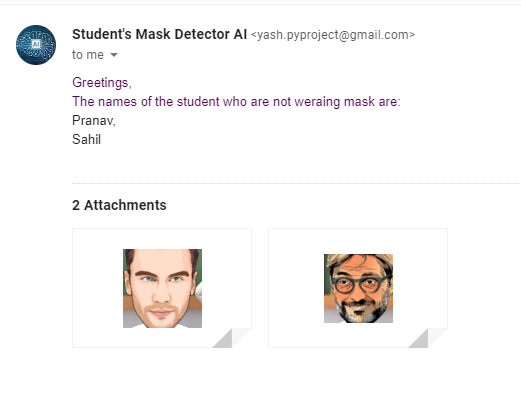 Student's Mask Detector AI <yash.pyproject@gmail.com>
to me
Greetings,
The names of the student who are not weraing mask are:
Pranav,
Sahil
2 Attachments
AI